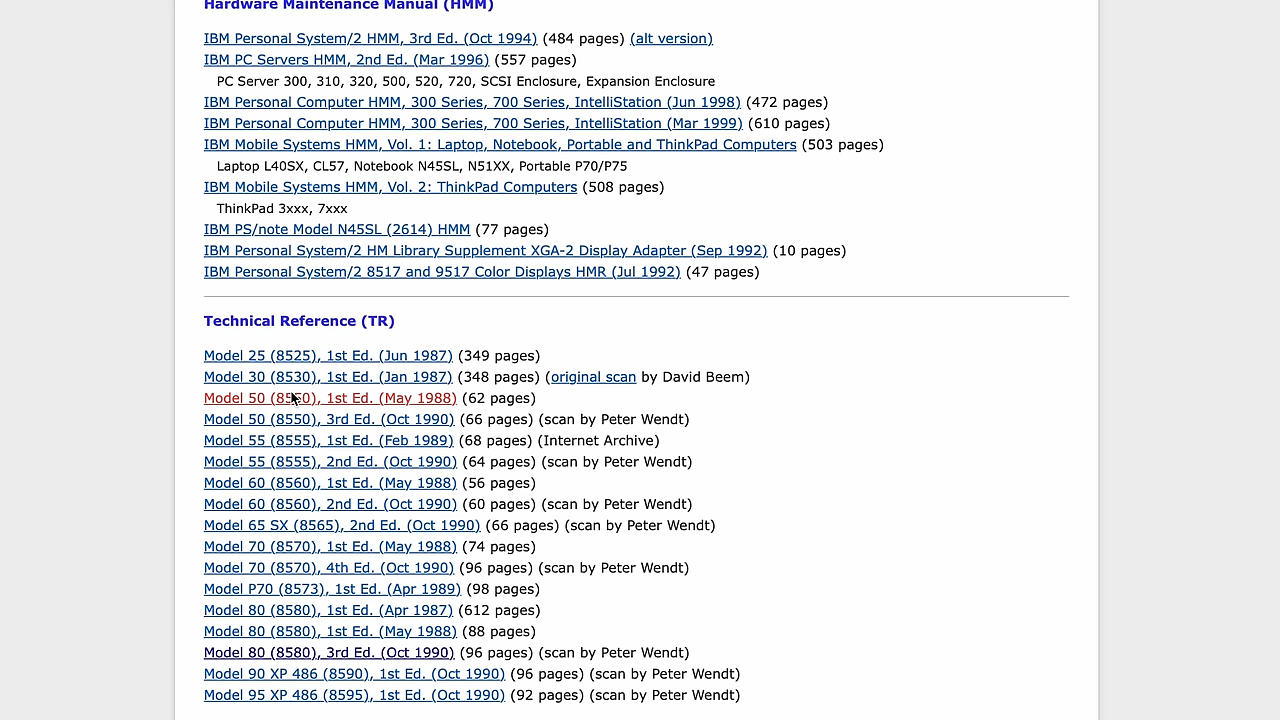 Hardware Maintenance Manual (HMM)
IBM Personal System/2 HMM, 3rd Ed. (Oct 1994) (484 pages) (alt version)
IBM PC Servers HMM, 2nd Ed. (Mar 1996) (557 pages)
PC Server 300, 310, 320, 500, 520, 720, SCSI Enclosure, Expansion Enclosure
IBM Personal Computer HMM, 300 Series, 700 Series, IntelliStation (Jun 1998) (472 pages)
IBM Personal Computer HMM, 300 Series, 700 Series, IntelliStation (Mar 1999) (610 pages)
IBM Mobile Systems HMM, Vol. 1: Laptop, Notebook, Portable and ThinkPad Computers (503 pages)
Laptop L40SX, CL57, Notebook N45SL, N51XX, Portable P70/P75
IBM Mobile Systems HMM, Vol. 2: ThinkPad Computers (508 pages)
ThinkPad 3xxx, 7xxx
IBM PS/note Model N45SL (2614) HMM (77 pages)
IBM Personal System/2 HM Library Supplement XGA-2 Display Adapter (Sep 1992) (10 pages)
IBM Personal System/2 8517 and 9517 Color Displays HMR (Jul 1992) (47 pages)
Technical Reference (TR)
Model 25 (8525), 1st Ed. (Jun 1987) (349 pages)
Model 30 (8530), 1st Ed. (Jan 1987) (348 pages) (original scan by David Beem)
Model 50 (8550), 1st Ed. (May 1988) (62 pages)
Model 50 (8550), 3rd Ed. (Oct 1990) (66 pages) (scan by Peter Wendt)
Model 55 (8555), 1st Ed. (Feb 1989) (68 pages) (Internet Archive)
Model 55 (8555), 2nd Ed. (Oct 1990) (64 pages) (scan by Peter Wendt)
Model 60 (8560), 1st Ed. (May 1988) (56 pages)
Model 60 (8560), 2nd Ed. (Oct 1990) (60 pages) (scan by Peter Wendt)
Model 65 SX (8565), 2nd Ed. (Oct 1990) (66 pages) (scan by Peter Wendt)
Model 70 (8570), 1st Ed. (May 1988) (74 pages)
Model 70 (8570), 4th Ed. (Oct 1990) (96 pages) (scan by Peter Wendt)
Model P70 (8573), 1st Ed. (Apr 1989) (98 pages)
Model 80 (8580), 1st Ed. (Apr 1987) (612 pages)
Model 80 (8580), 1st Ed. (May 1988) (88 pages)
Model 80 (8580), 3rd Ed. (Oct 1990) (96 pages) (scan by Peter Wendt)
Model 90 XP 486 (8590), 1st Ed. (Oct 1990) (96 pages) (scan by Peter Wendt)
Model 95 XP 486 (8595), 1st Ed. (Oct 1990) (92 pages) (scan by Peter Wendt)